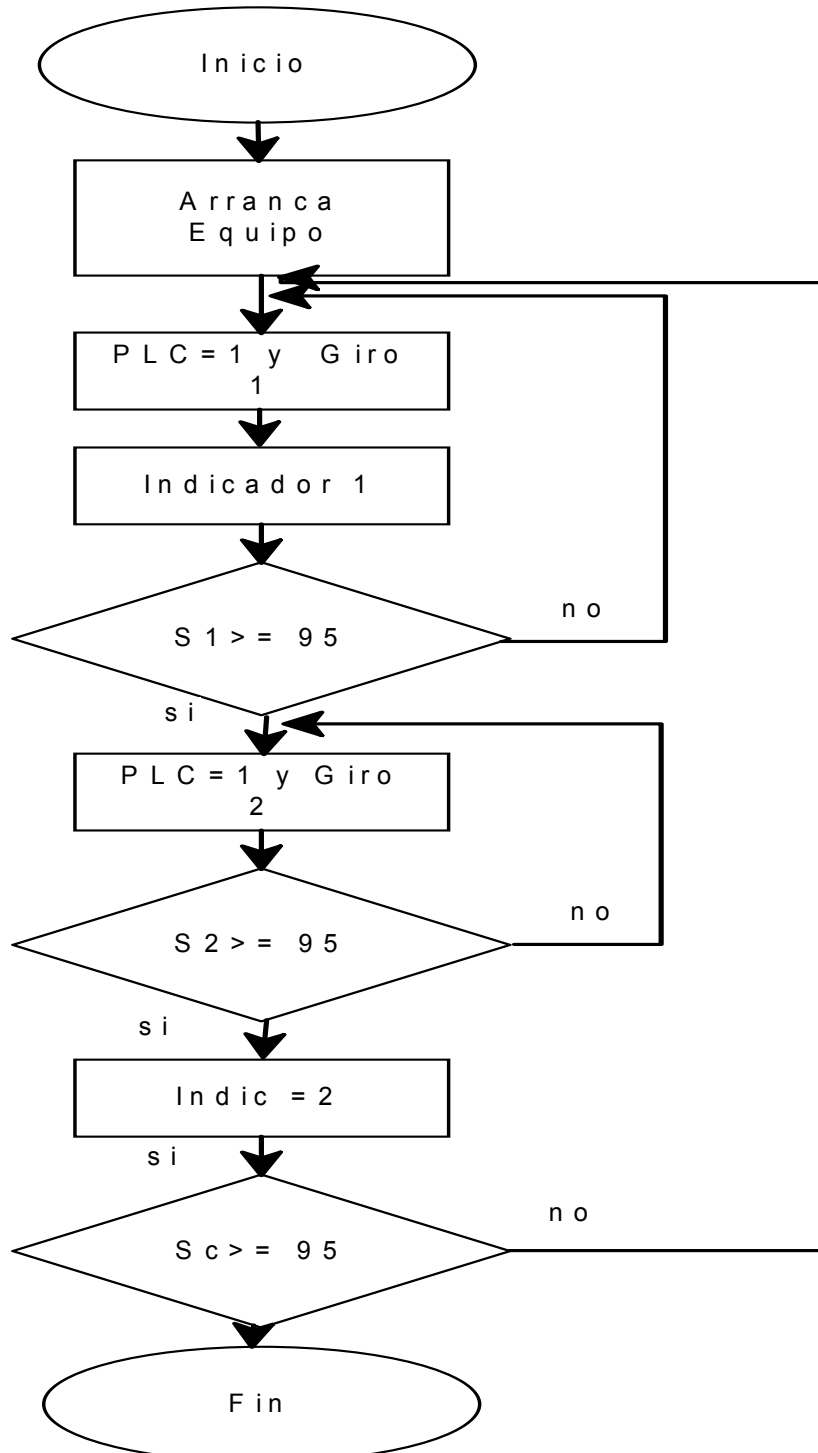 Inicio
Arranca
Equipo
PLC=1 y Giro
1
Indicador 1
S1>= 95
no
si
PLC=1 y Giro
2
S2>= 95
no
si
Indic =2
si
Sc>= 95
no
Fin